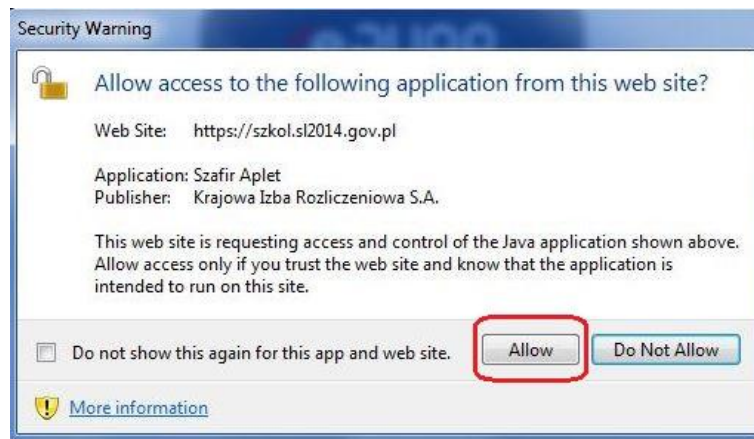 Security Warning
Allow access to the following application from this web site?
Web Site: https://szkol.sl2014.gov.pl
Application: Szafir Aplet
Publisher: Krajowa Izba Rozliczeniowa S.A.
This web site is requesting access and control of the Java application shown above.
Allow access only if you trust the web site and know that the application is
intended to run on this site.
Do not show this again for this app and web site. Allow Do Not Allow
More information